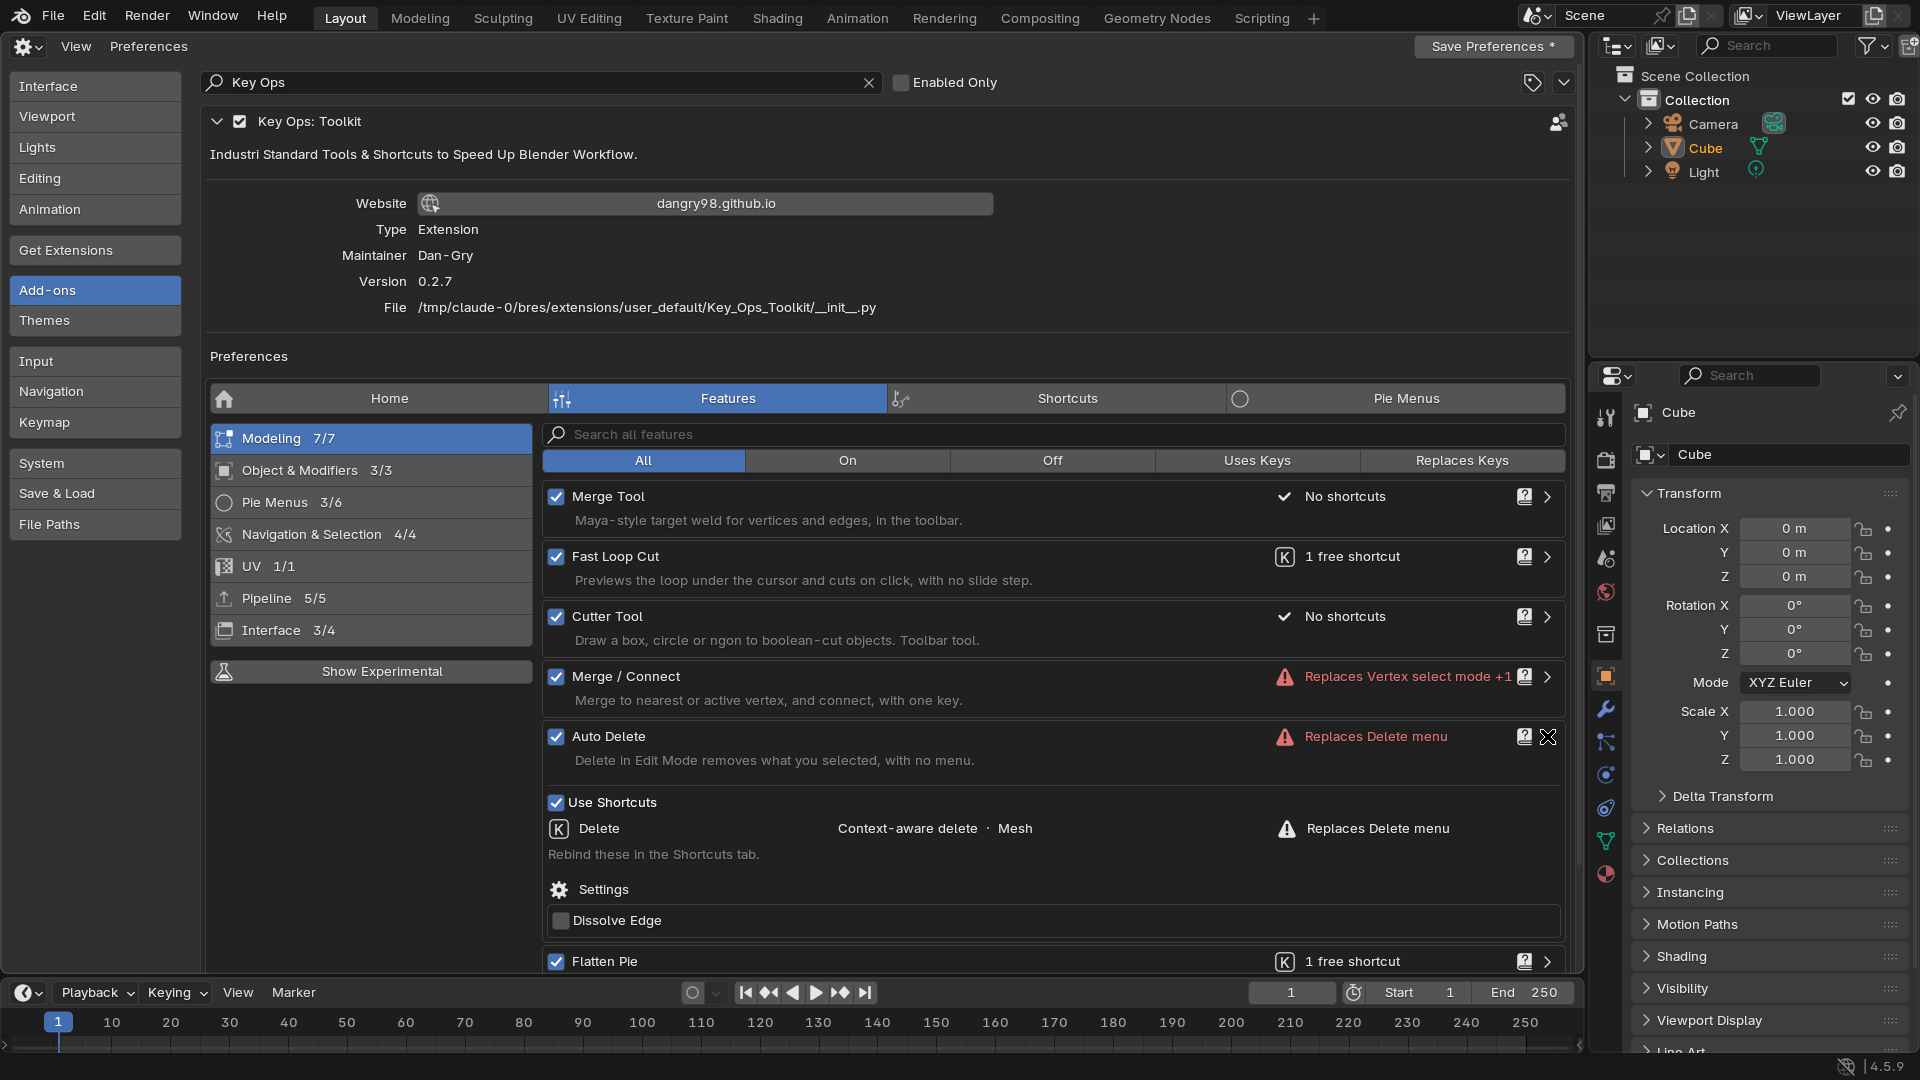 File Edit Render Window Help Layout Modeling Sculpting UV Editing Texture Paint Shading Animation Rendering Compositing Geometry Nodes Scripting + Scene ViewLayer
View Preferences Save Preferences * Search
Interface
Viewport
Lights
Editing
Animation
Get Extensions
Add-ons
Themes
Input
Navigation
Keymap
System
Save & Load
File Paths
Key Ops Enabled Only
Key Ops: Toolkit
Industri Standard Tools & Shortcuts to Speed Up Blender Workflow.
Website dangry98.github.io
Type Extension
Maintainer Dan-Gry
Version 0.2.7
File /tmp/claude-0/bres/extensions/user_default/Key_Ops_Toolkit/__init__.py
Preferences
Home Features Shortcuts Pie Menus
Modeling 7/7
Object & Modifiers 3/3
Pie Menus 3/6
Navigation & Selection 4/4
UV 1/1
Pipeline 5/5
Interface 3/4
Show Experimental
Search all features
All On Off Uses Keys Replaces Keys
Merge Tool No shortcuts
Maya-style target weld for vertices and edges, in the toolbar.
Fast Loop Cut K 1 free shortcut
Previews the loop under the cursor and cuts on click, with no slide step.
Cutter Tool No shortcuts
Draw a box, circle or ngon to boolean-cut objects. Toolbar tool.
Merge / Connect Replaces Vertex select mode +1
Merge to nearest or active vertex, and connect, with one key.
Auto Delete Replaces Delete menu
Delete in Edit Mode removes what you selected, with no menu.
Use Shortcuts
K Delete Context-aware delete · Mesh Replaces Delete menu
Rebind these in the Shortcuts tab.
Settings
Dissolve Edge
Flatten Pie K 1 free shortcut
Scene Collection
Collection
Camera
Cube
Light
Search
Cube
Cube
Transform
Location X 0 m
Y 0 m
Z 0 m
Rotation X 0°
Y 0°
Z 0°
Mode XYZ Euler
Scale X 1.000
Y 1.000
Z 1.000
Delta Transform
Relations
Collections
Instancing
Motion Paths
Shading
Visibility
Viewport Display
Line Art
Playback Keying View Marker 1 Start 1 End 250
1 10 20 30 40 50 60 70 80 90 100 110 120 130 140 150 160 170 180 190 200 210 220 230 240 250
4.5.9